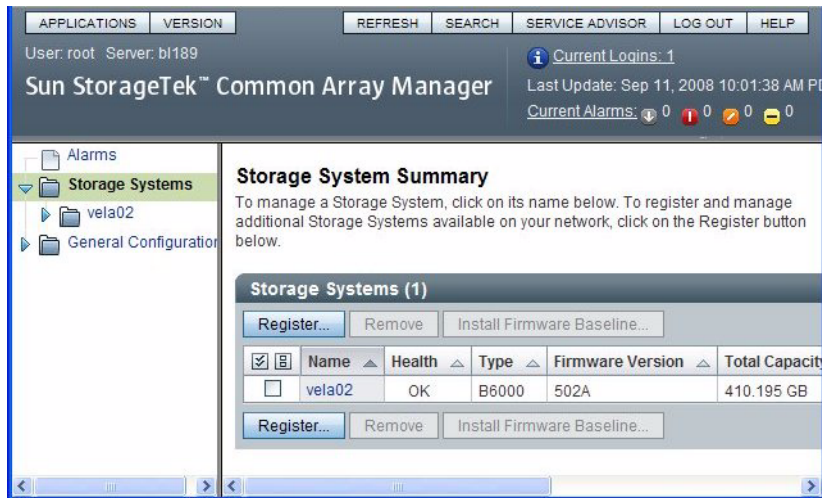 APPLICATIONS VERSION REFRESH SEARCH SERVICE ADVISOR LOG OUT HELP
User: root Server: bl189
Current Logins: 1
Sun StorageTek™ Common Array Manager
Last Update: Sep 11, 2008 10:01:38 AM PD
Current Alarms: 0 0 0 0
Alarms
Storage Systems
vela02
General Configuration
Storage System Summary
To manage a Storage System, click on its name below. To register and manage
additional Storage Systems available on your network, click on the Register button
below.
Storage Systems (1)
Register... Remove Install Firmware Baseline...
Name Health Type Firmware Version Total Capacity
vela02 OK B6000 502A 410.195 GB
Register... Remove Install Firmware Baseline...